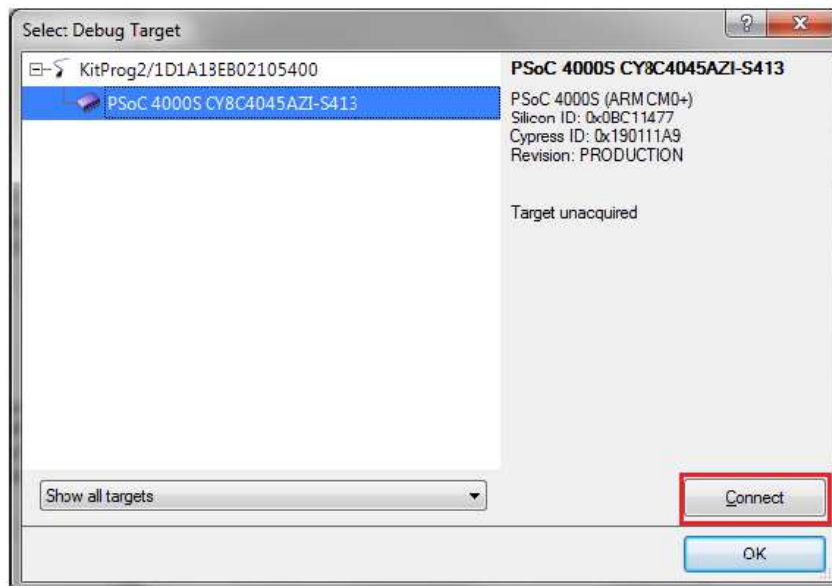 Select Debug Target
KitProg2/1D1A13EB02105400
PSoC 4000S CY8C4045AZI-S413
PSoC 4000S CY8C4045AZI-S413
PSoC 4000S (ARM CM0+)
Silicon ID: 0x0BC11477
Cypress ID: 0x190111A9
Revision: PRODUCTION
Target unacquired
Show all targets
Connect
OK